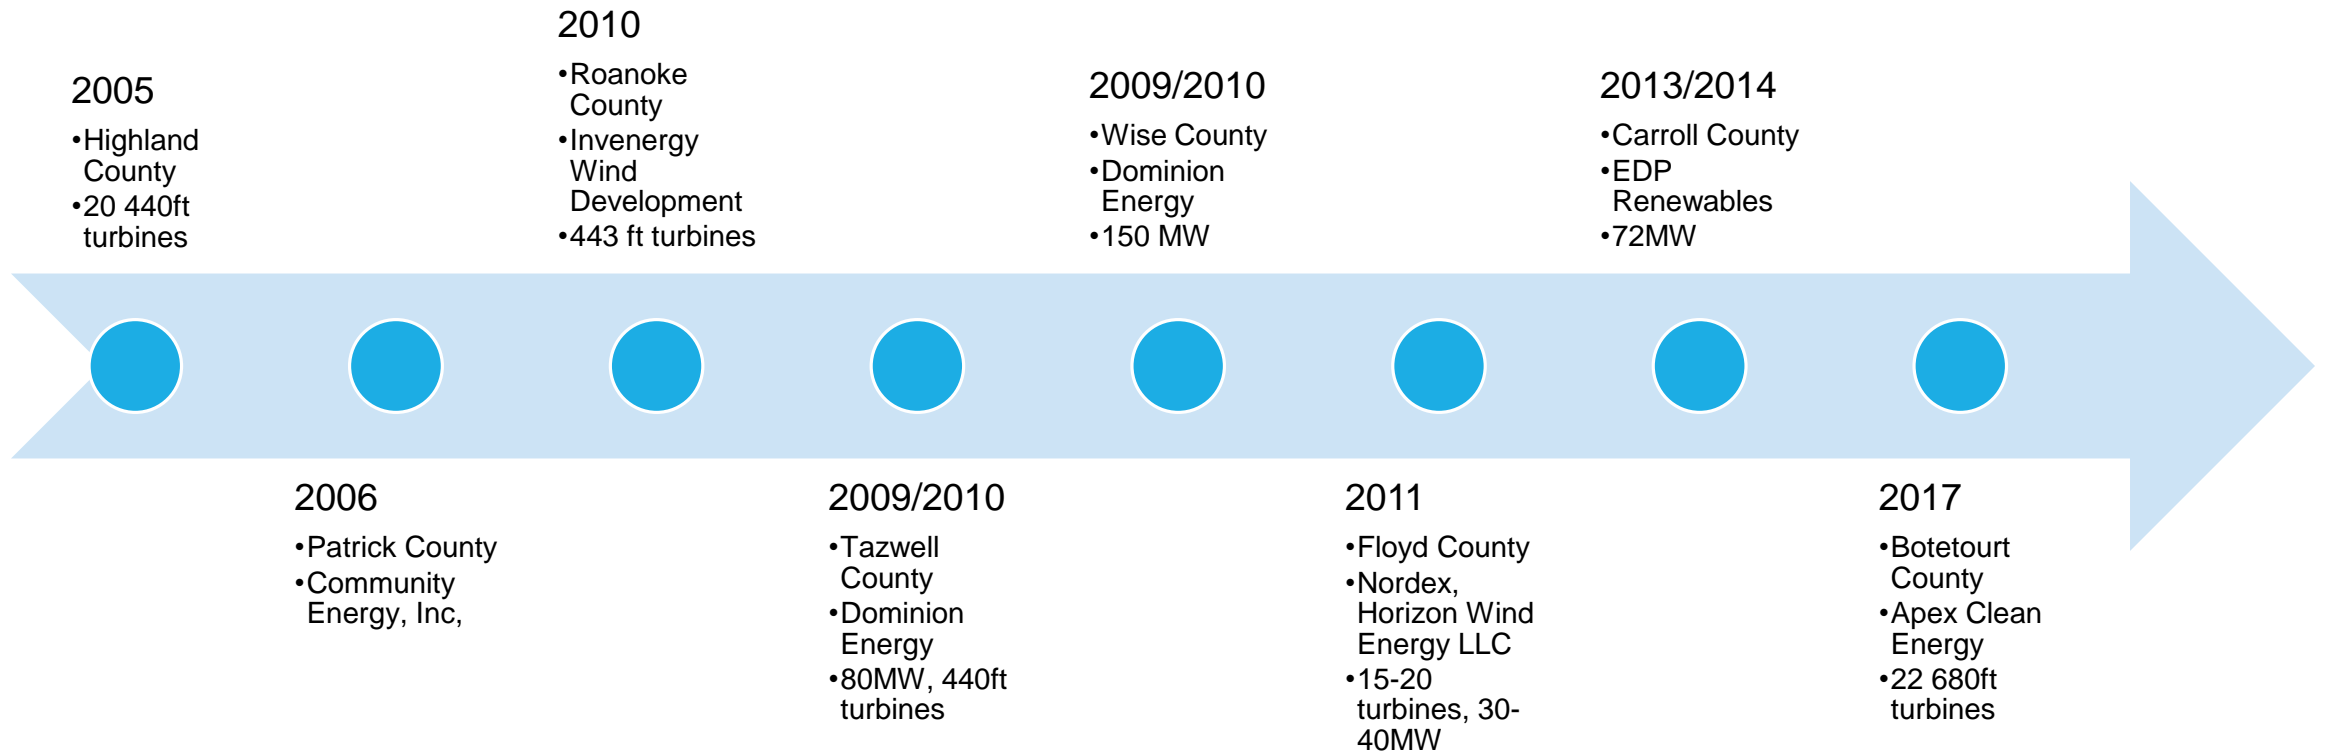 2005
•Highland
County
•20 440ft
turbines
2006
•Patrick County
•Community
Energy, Inc,
2010
•Roanoke
County
•Invenergy
Wind
Development
•443 ft turbines
2009/2010
•Tazwell
County
•Dominion
Energy
•80MW, 440ft
turbines
2009/2010
•Wise County
•Dominion
Energy
•150 MW
2011
•Floyd County
•Nordex,
Horizon Wind
Energy LLC
•15-20
turbines, 30-
40MW
2013/2014
•Carroll County
•EDP
Renewables
•72MW
2017
•Botetourt
County
•Apex Clean
Energy
•22 680ft
turbines